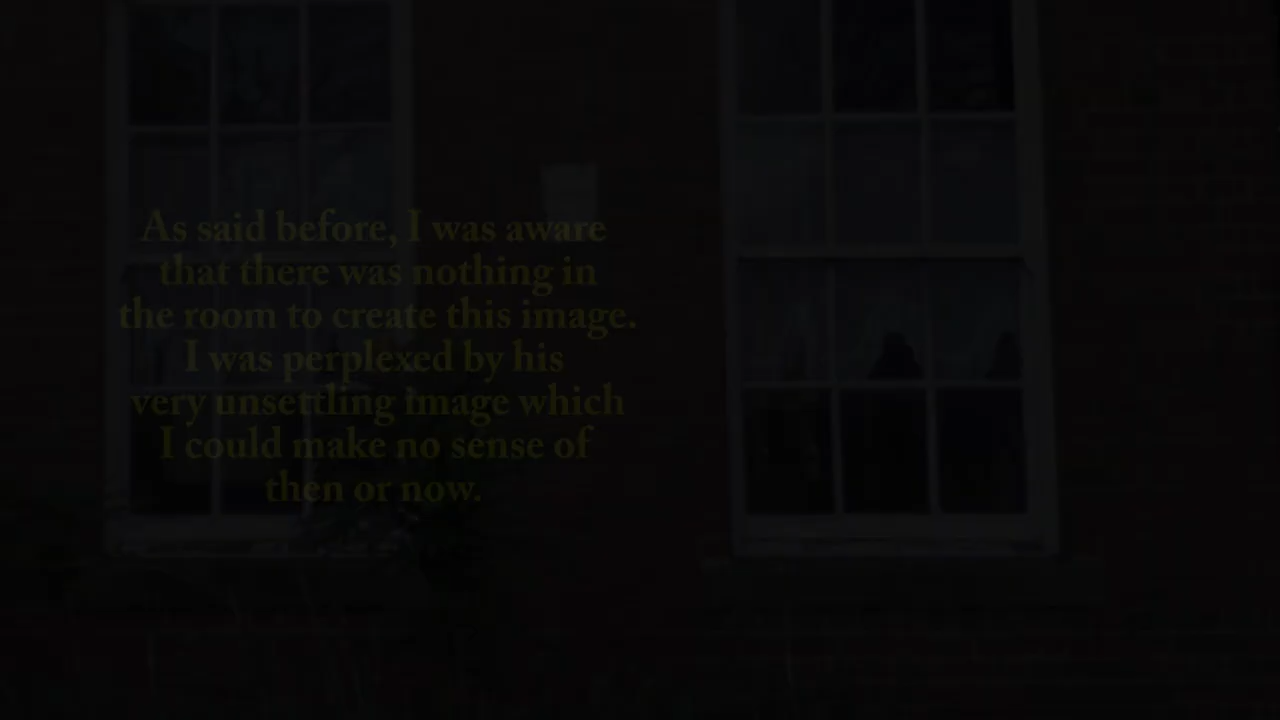 As said before, I was aware
that there was nothing in
the room to create this image.
I was perplexed by his
very unsettling image which
I could make no sense of
then or now.